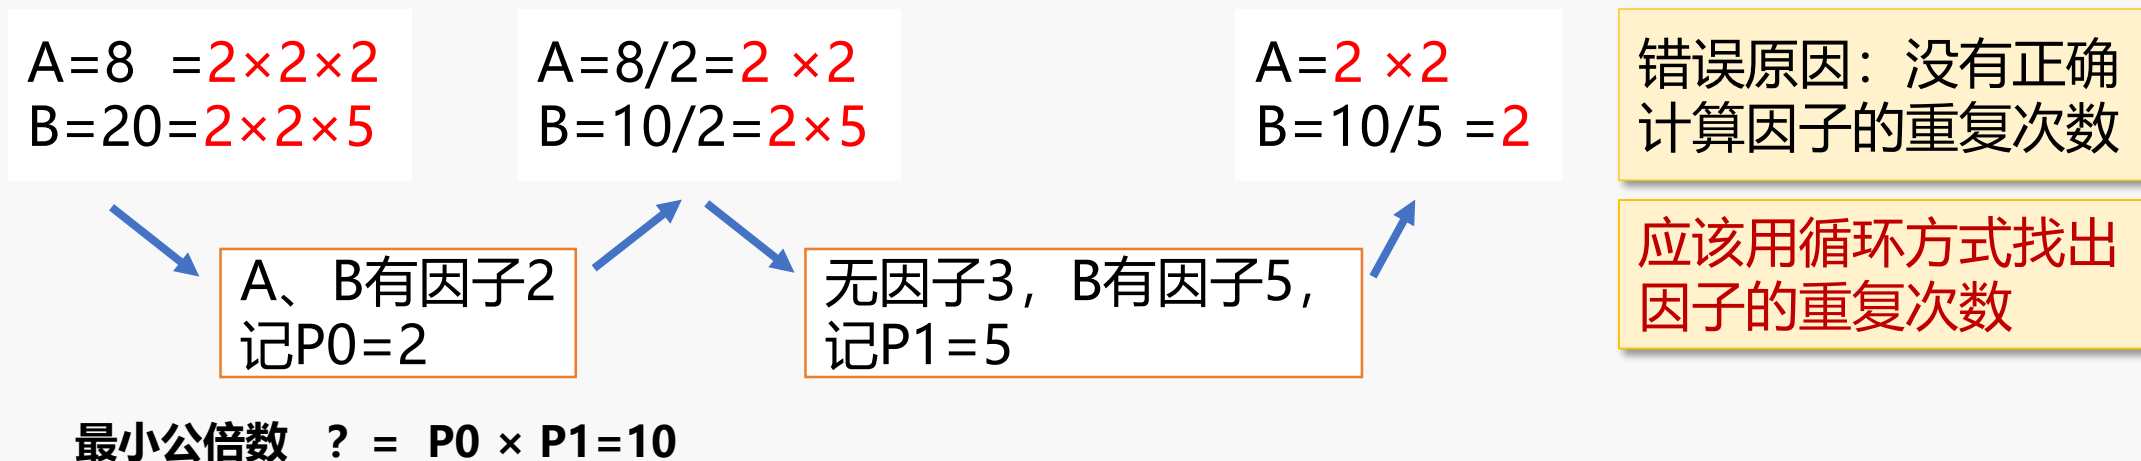 A=8 =2×2×2
B=20=2×2×5
A=8/2=2 ×2
B=10/2=2×5
A=2 ×2
B=10/5 =2
错误原因：没有正确
计算因子的重复次数
应该用循环方式找出
因子的重复次数
A、B有因子2
记P0=2
无因子3，B有因子5，
记P1=5
最小公倍数 ？= P0 × P1=10